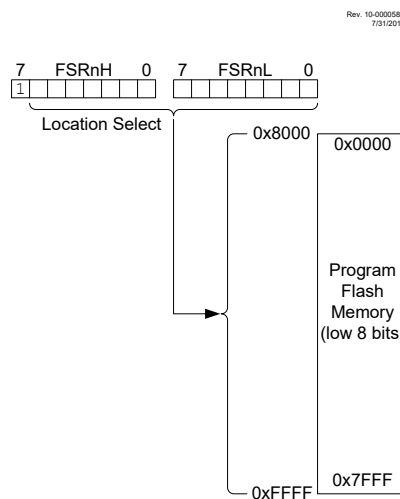 Rev. 10-000058
7/31/201
7 FSRnH 0 7 FSRnL 0
1
Location Select
0x8000
0x0000
Program
Flash
Memory
(low 8 bits
0x7FFF
0xFFFF